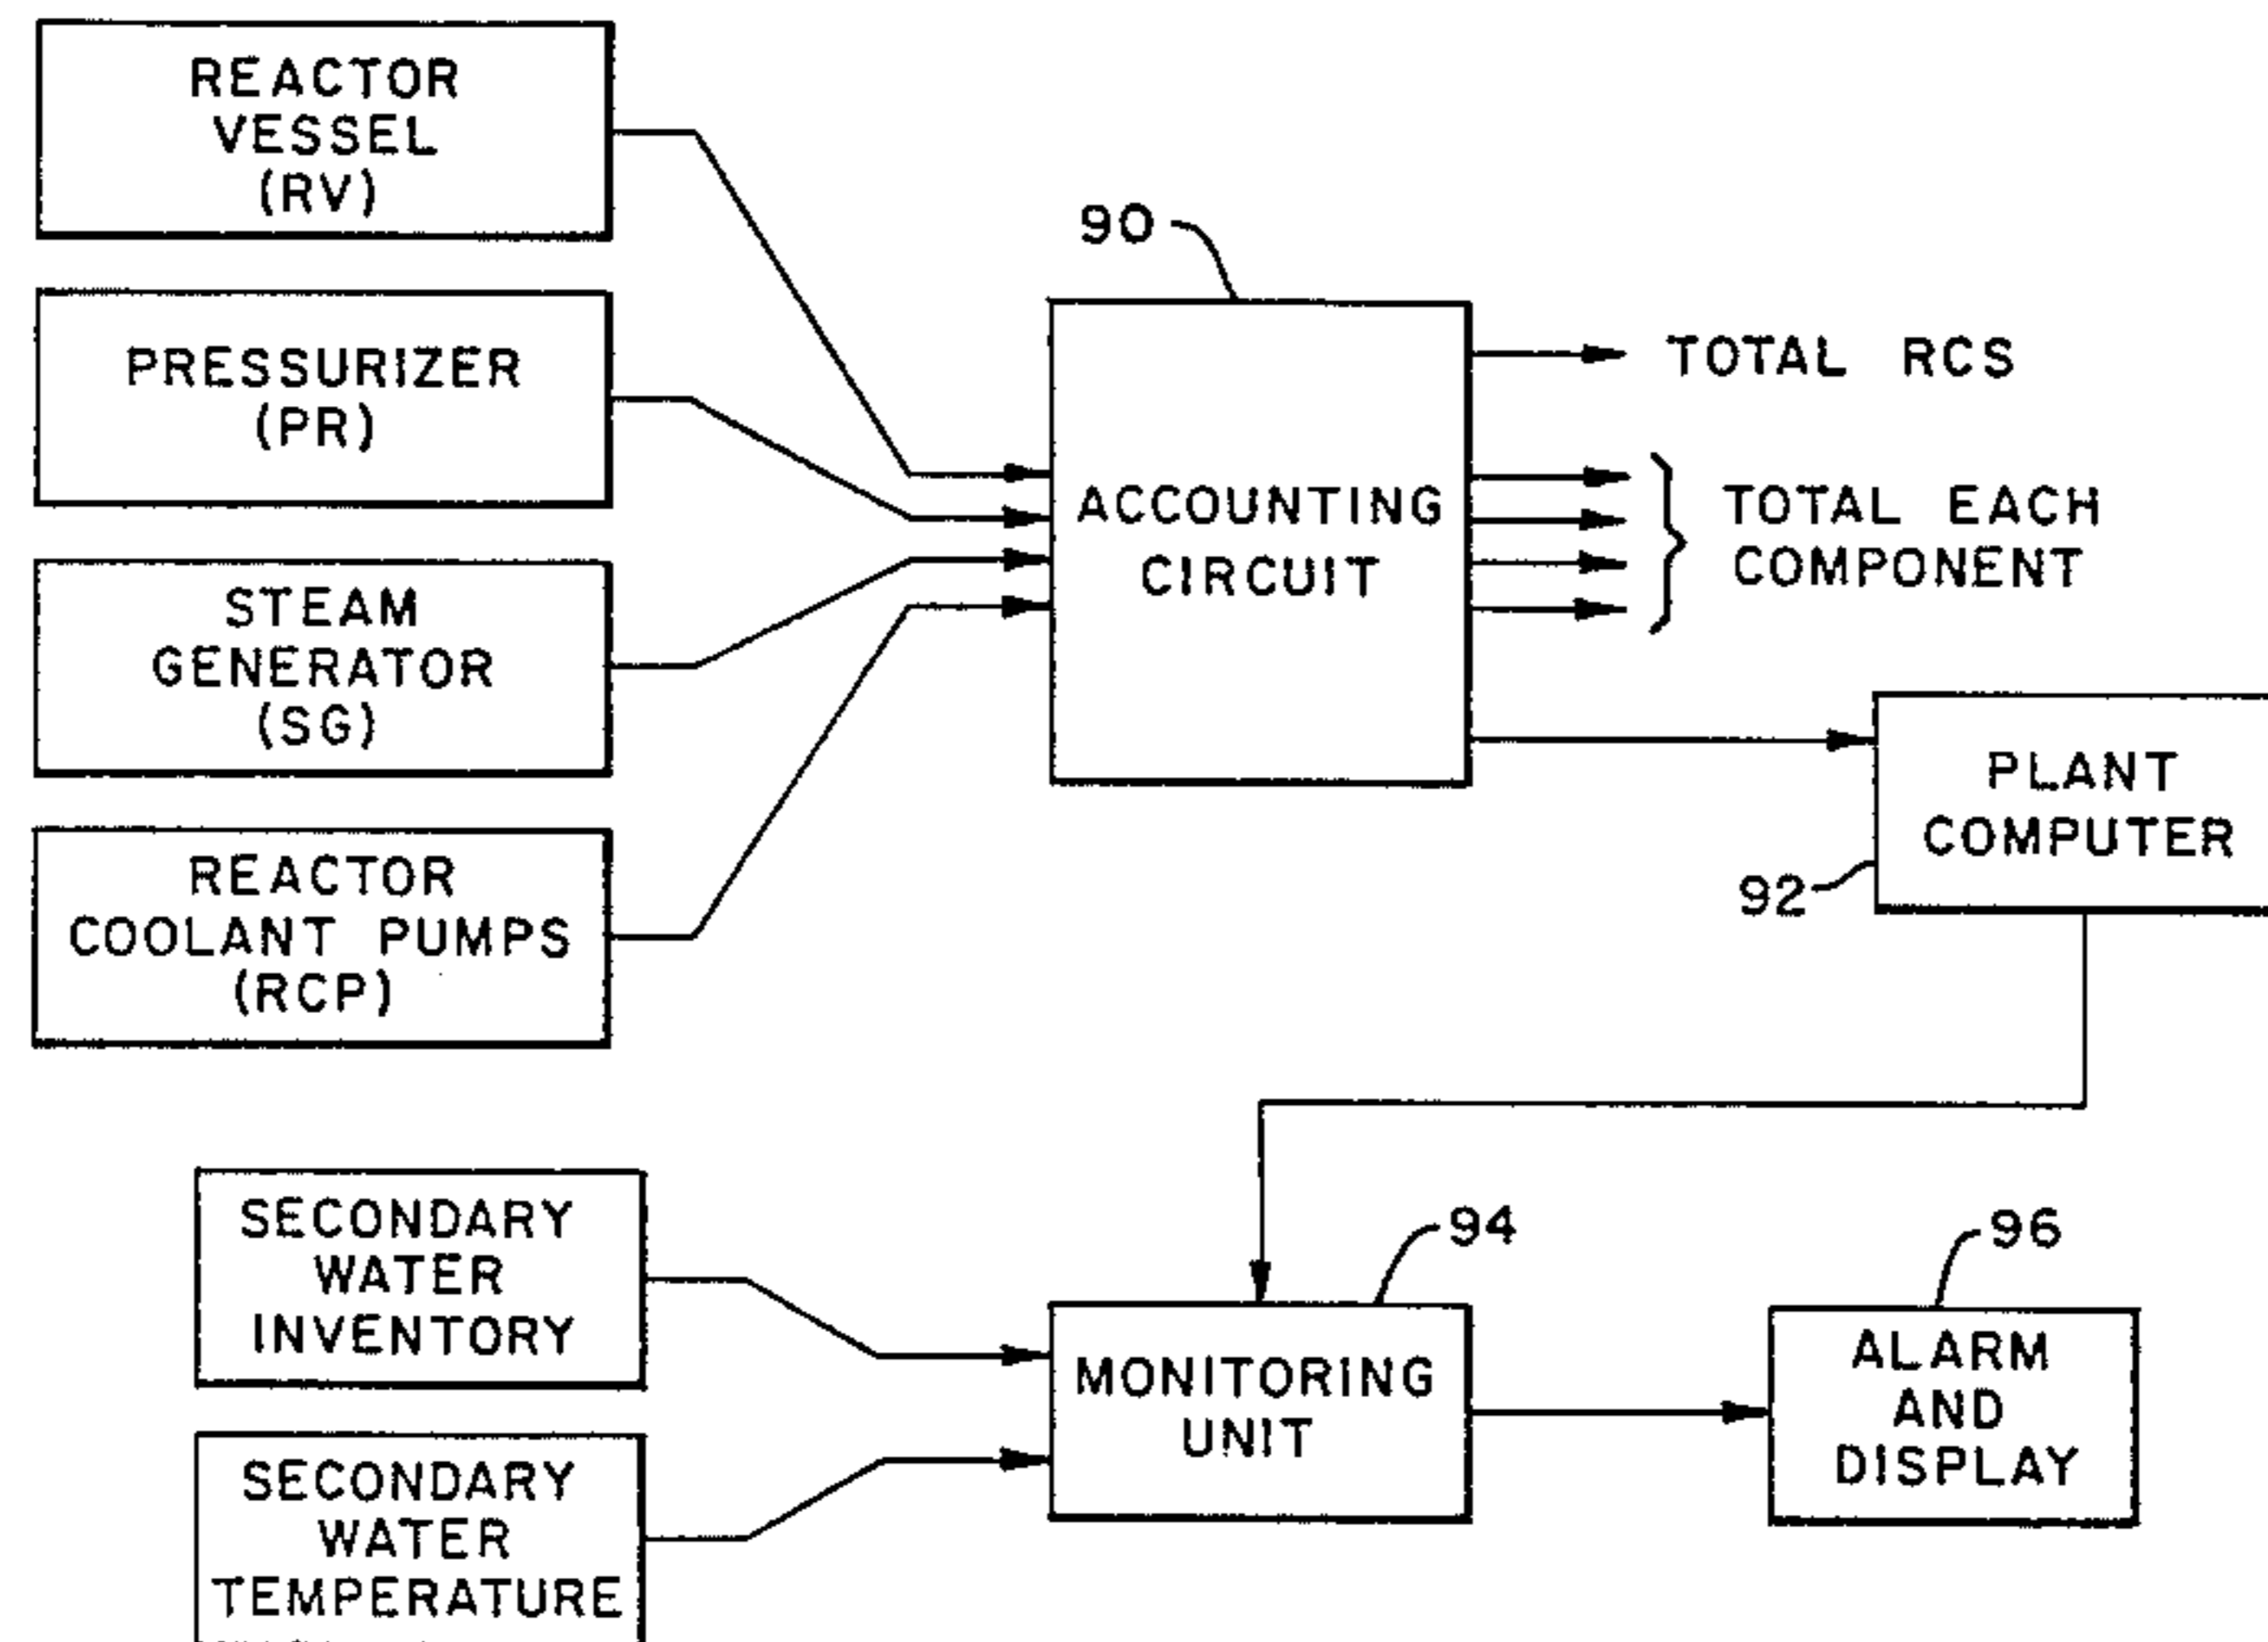 REACTOR
VESSEL
(RV)
PRESSURIZER
(PR)
STEAM
GENERATOR
(SG)
REACTOR
COOLANT PUMPS
(RCP)
90
ACCOUNTING
CIRCUIT
TOTAL RCS
TOTAL EACH
COMPONENT
PLANT
COMPUTER
92
SECONDARY
WATER
INVENTORY
SECONDARY
WATER
TEMPERATURE
94
MONITORING
UNIT
96
ALARM
AND
DISPLAY